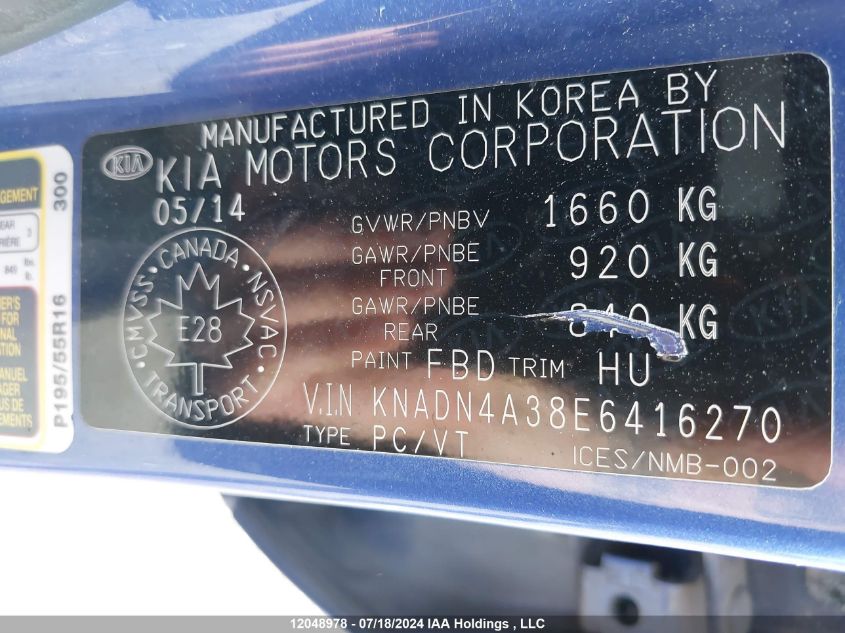 MANUFACTURED IN KOREA BY
KIA KIA MOTORS CORPORATION
05/14
GVWR/PNBV 1660 KG
GAWR/PNBE FRONT 920 KG
GAWR/PNBE REAR KG
PAINT FBD TRIM HU
V.I.N KNADN4A38E6416270
TYPE PC/VT
ICES/NMB-002
CANADA
CMVSS NSVAC
E28
TRANSPORT
300
P195/55R16
3
12048978 - 07/18/2024 IAA Holdings , LLC